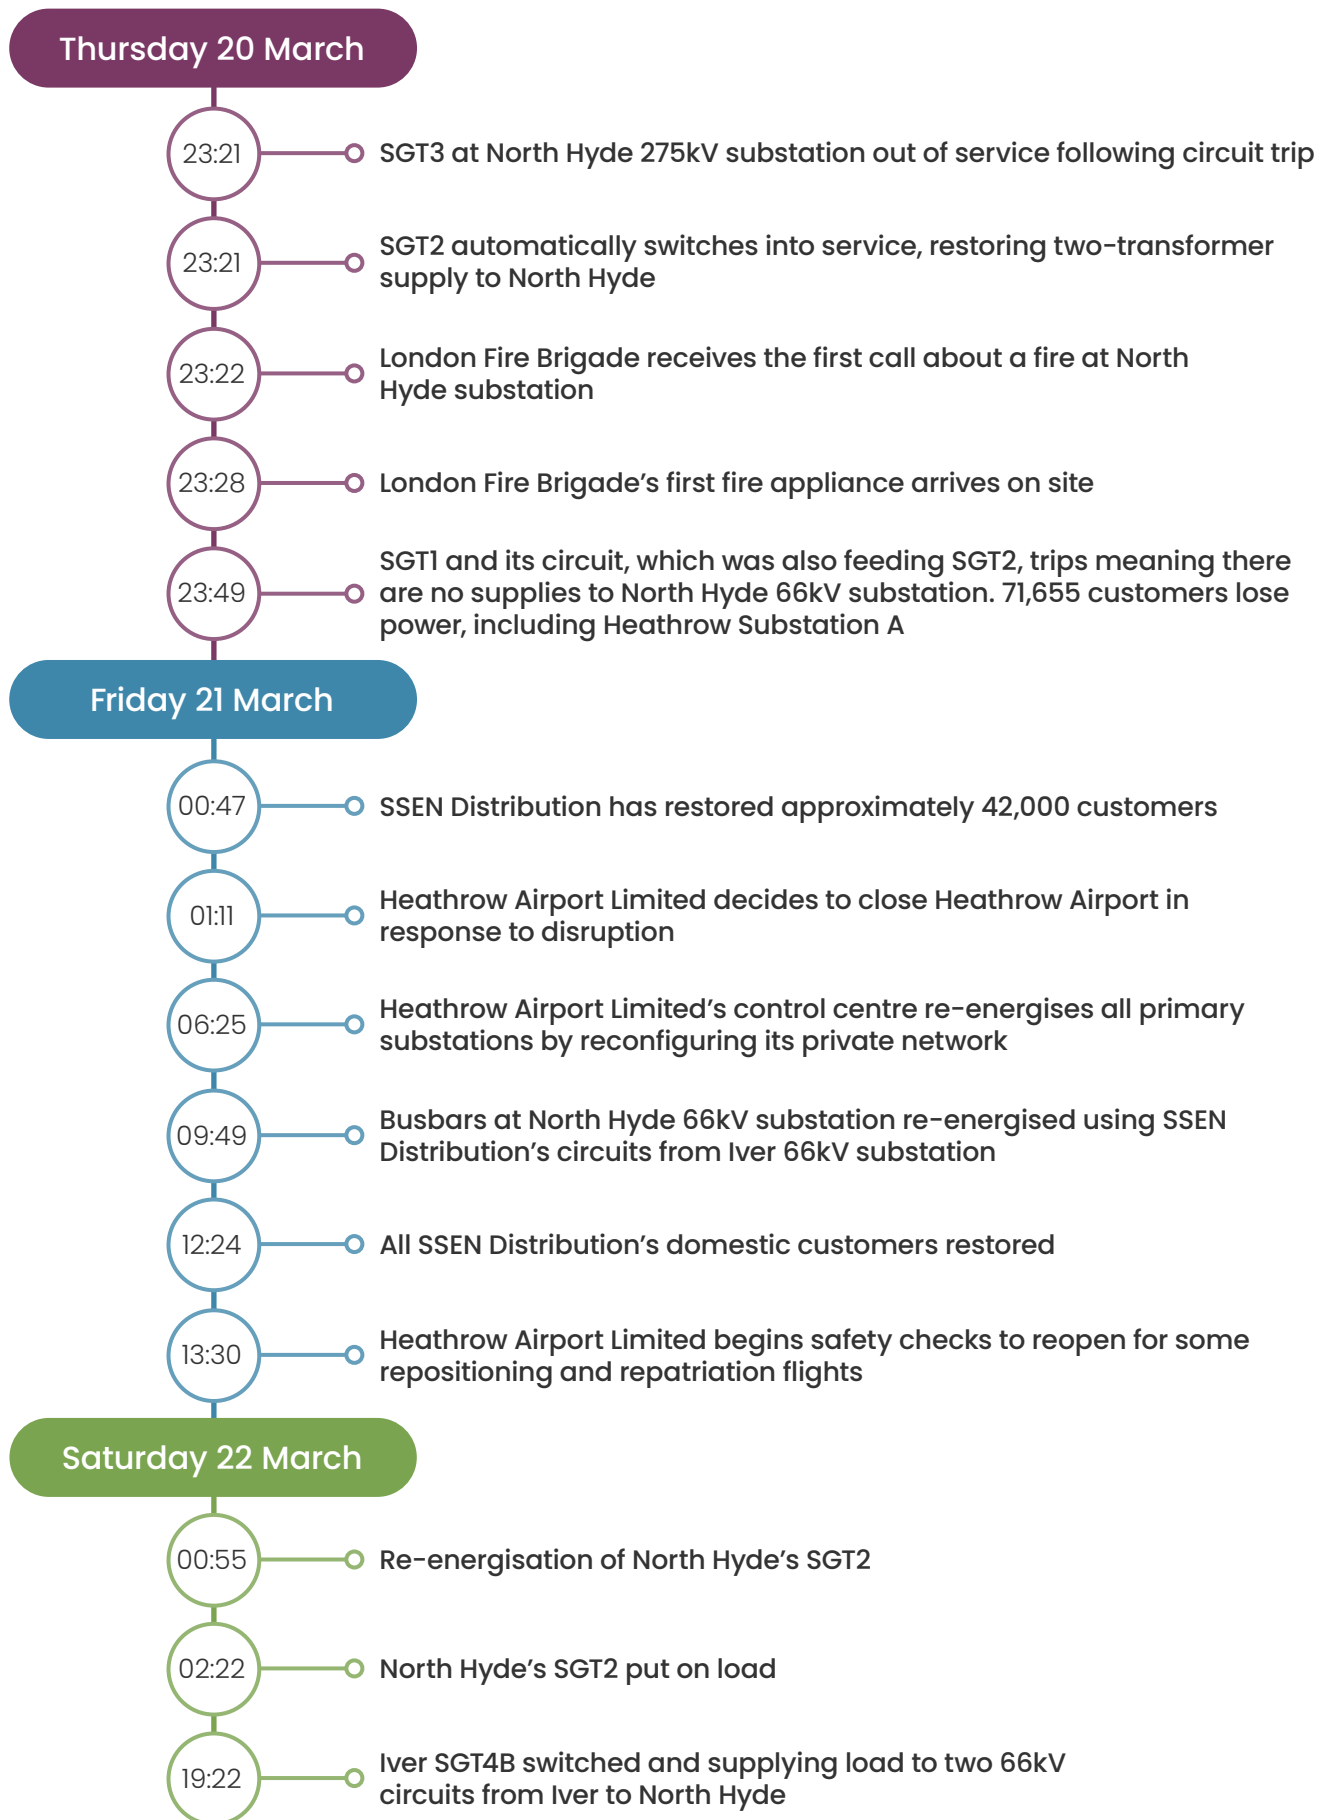 Thursday 20 March
23:21
SGT3 at North Hyde 275kV substation out of service following circuit trip
23:21
SGT2 automatically switches into service, restoring two-transformer
supply to North Hyde
23:22
London Fire Brigade receives the first call about a fire at North
Hyde substation
23:28
London Fire Brigade's first fire appliance arrives on site
23:49
SGT1 and its circuit, which was also feeding SGT2, trips meaning there
are no supplies to North Hyde 66kV substation. 71,655 customers lose
power, including Heathrow Substation A
Friday 21 March
00:47
SSEN Distribution has restored approximately 42,000 customers
01:11
Heathrow Airport Limited decides to close Heathrow Airport in
response to disruption
06:25
Heathrow Airport Limited's control centre re-energises all primary
substations by reconfiguring its private network
09:49
Busbars at North Hyde 66kV substation re-energised using SSEN
Distribution's circuits from Iver 66kV substation
12:24
All SSEN Distribution's domestic customers restored
13:30
Heathrow Airport Limited begins safety checks to reopen for some
repositioning and repatriation flights
Saturday 22 March
00:55
Re-energisation of North Hyde's SGT2
02:22
North Hyde's SGT2 put on load
19:22
Iver SGT4B switched and supplying load to two 66kV
circuits from Iver to North Hyde